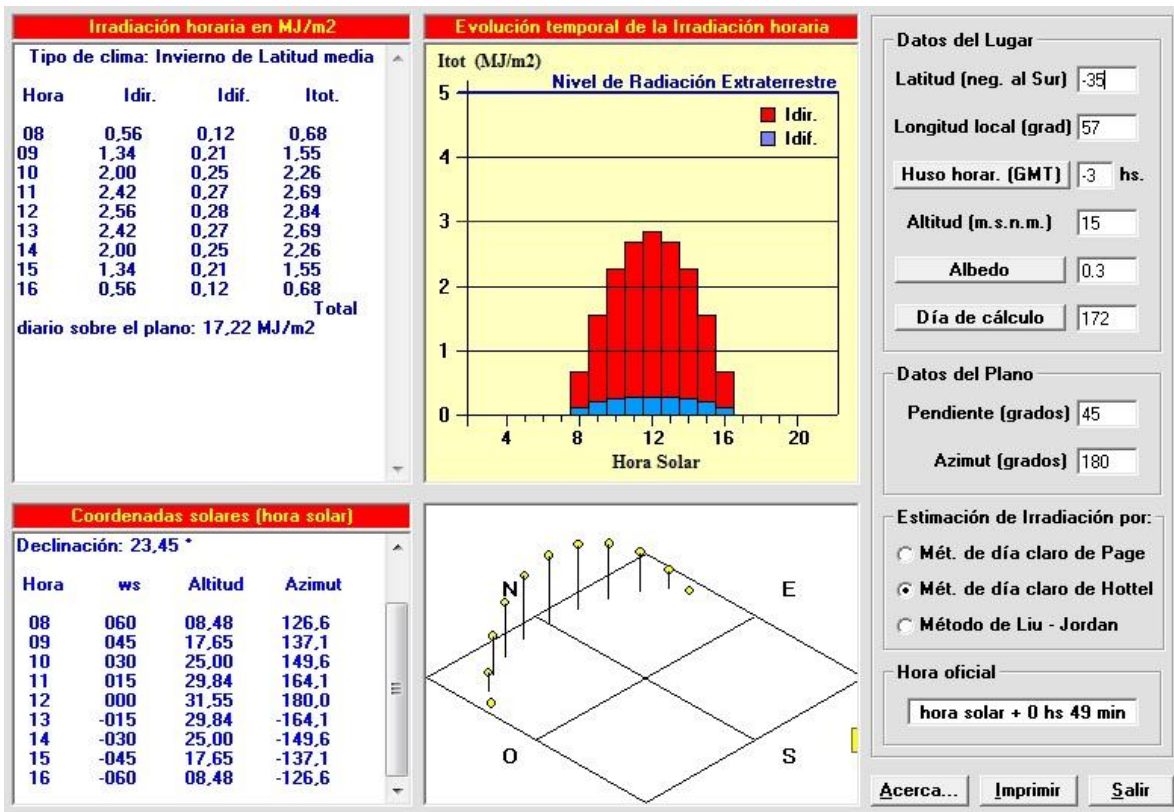 Irradiación horaria en MJ/m2
Tipo de clima: Invierno de Latitud media
Hora Idir. Idif. Itot.
08 0,56 0,12 0,68
09 1,34 0,21 1,55
10 2,00 0,25 2,26
11 2,42 0,27 2,69
12 2,56 0,28 2,84
13 2,42 0,27 2,69
14 2,00 0,25 2,26
15 1,34 0,21 1,55
16 0,56 0,12 0,68
Total
diario sobre el plano: 17,22 MJ/m2
Evolución temporal de la Irradiación horaria
Itot (MJ/m2)
Nivel de Radiación Extraterrestre
5
4
3
2
1
0
Idir.
Idif.
4 8 12 16 20
Hora Solar
Coordenadas solares (hora solar)
Declinación: 23,45 °
Hora ws Altitud Azimut
08 060 08,48 126,6
09 045 17,65 137,1
10 030 25,00 149,6
11 015 29,84 164,1
12 000 31,55 180,0
13 -015 29,84 -164,1
14 -030 25,00 -149,6
15 -045 17,65 -137,1
16 -060 08,48 -126,6
N E
O S
Datos del Lugar
Latitud (neg. al Sur) -35
Longitud local (grad) 57
Huso horar. (GMT) -3 hs.
Altitud (m.s.n.m.) 15
Albedo 0.3
Día de cálculo 172
Datos del Plano
Pendiente (grados) 45
Azimut (grados) 180
Estimación de Irradiación por:
Mét. de día claro de Page
Mét. de día claro de Hottel
Método de Liu - Jordan
Hora oficial
hora solar + 0 hs 49 min
Acerca... Imprimir Salir